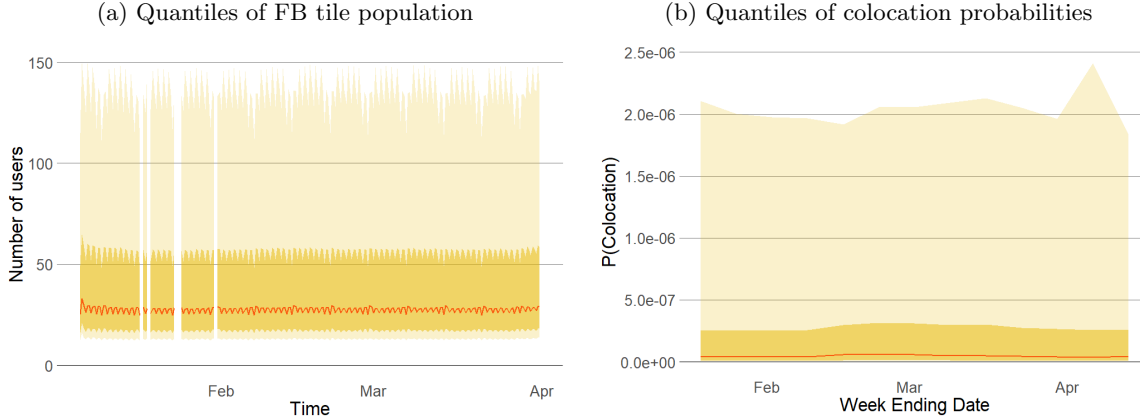 (a) Quantiles of FB tile population
150
100
50
0
Number of users
Feb Mar Apr
Time
(b) Quantiles of colocation probabilities
2.5e-06
2.0e-06
1.5e-06
1.0e-06
5.0e-07
0.0e+00
P(Colocation)
Feb Mar Apr
Week Ending Date